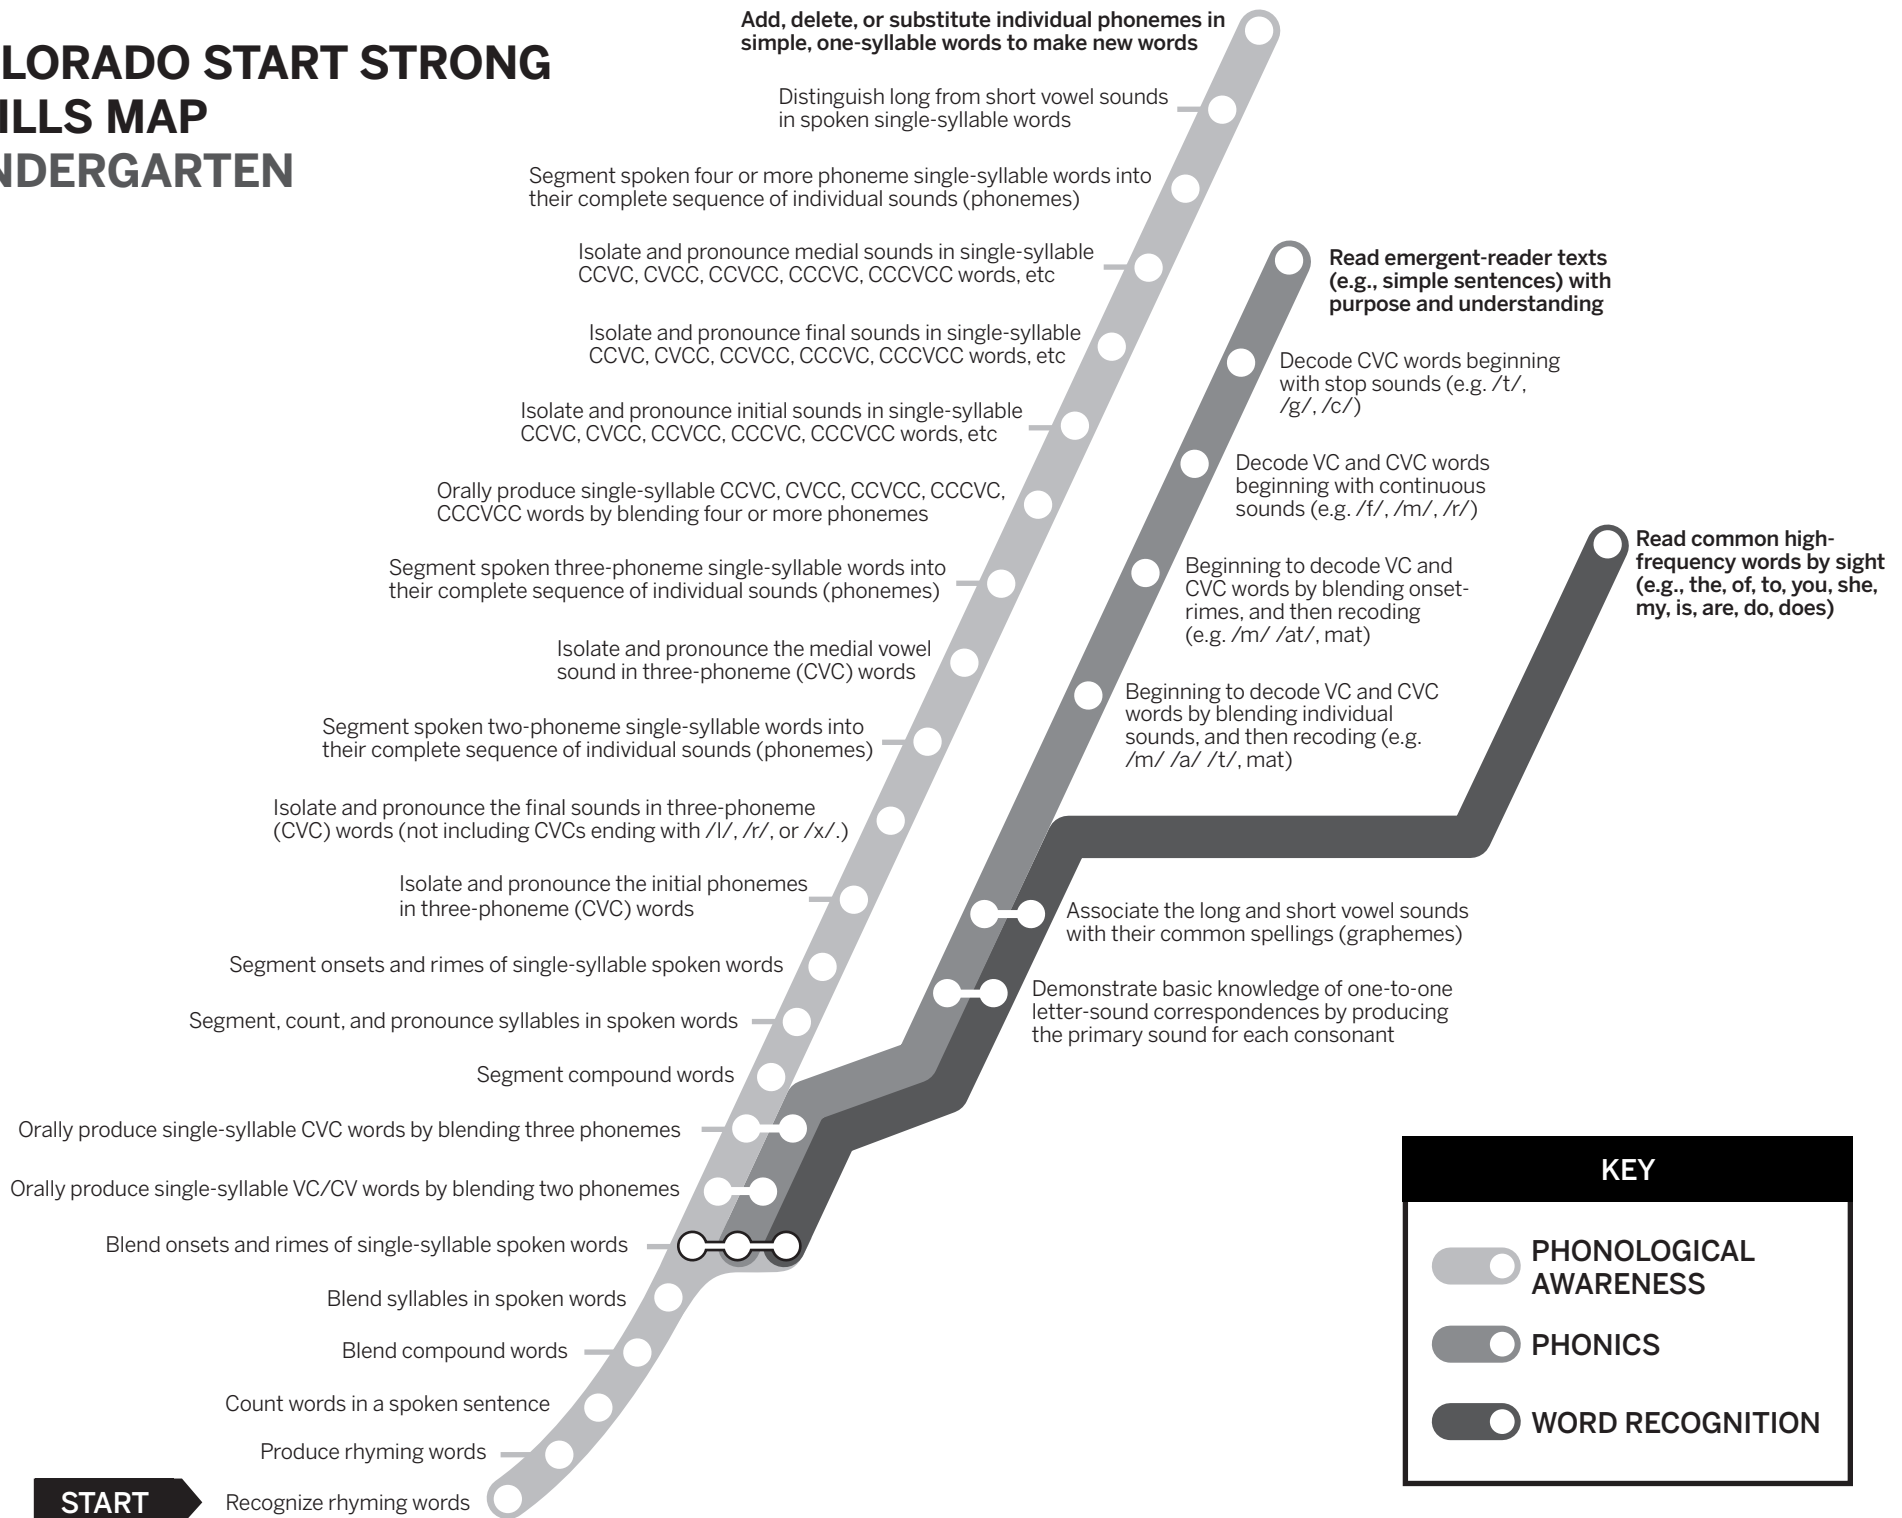 LORADO START STRONG
ILLS MAP
NDERGARTEN
Add, delete, or substitute individual phonemes in
simple, one-syllable words to make new words
Distinguish long from short vowel sounds
in spoken single-syllable words
Segment spoken four or more phoneme single-syllable words into
their complete sequence of individual sounds (phonemes)
Isolate and pronounce medial sounds in single-syllable
CCVC, CVCC, CCVCC, CCCVC, CCCVCC words, etc
Isolate and pronounce final sounds in single-syllable
CCVC, CVCC, CCVCC, CCCVC, CCCVCC words, etc
Isolate and pronounce initial sounds in single-syllable
CCVC, CVCC, CCVCC, CCCVC, CCCVCC words, etc
Orally produce single-syllable CCVC, CVCC, CCVCC, CCCVC,
CCCVCC words by blending four or more phonemes
Segment spoken three-phoneme single-syllable words into
their complete sequence of individual sounds (phonemes)
Isolate and pronounce the medial vowel
sound in three-phoneme (CVC) words
Segment spoken two-phoneme single-syllable words into
their complete sequence of individual sounds (phonemes)
Isolate and pronounce the final sounds in three-phoneme
(CVC) words (not including CVCs ending with /l/, /r/, or /x/.)
Isolate and pronounce the initial phonemes
in three-phoneme (CVC) words
Segment onsets and rimes of single-syllable spoken words
Segment, count, and pronounce syllables in spoken words
Segment compound words
Orally produce single-syllable CVC words by blending three phonemes
Orally produce single-syllable VC/CV words by blending two phonemes
Blend onsets and rimes of single-syllable spoken words
Blend syllables in spoken words
Blend compound words
Count words in a spoken sentence
Produce rhyming words
START
Recognize rhyming words
Read emergent-reader texts
(e.g., simple sentences) with
purpose and understanding
Decode CVC words beginning
with stop sounds (e.g. /t/,
/g/, /c/)
Decode VC and CVC words
beginning with continuous
sounds (e.g. /f/, /m/, /r/)
Beginning to decode VC and
CVC words by blending onset-
rimes, and then recoding
(e.g. /m/ /at/, mat)
Beginning to decode VC and CVC
words by blending individual
sounds, and then recoding (e.g.
/m/ /a/ /t/, mat)
Read common high-
frequency words by sight
(e.g., the, of, to, you, she,
my, is, are, do, does)
Associate the long and short vowel sounds
with their common spellings (graphemes)
Demonstrate basic knowledge of one-to-one
letter-sound correspondences by producing
the primary sound for each consonant
KEY
PHONOLOGICAL
AWARENESS
PHONICS
WORD RECOGNITION